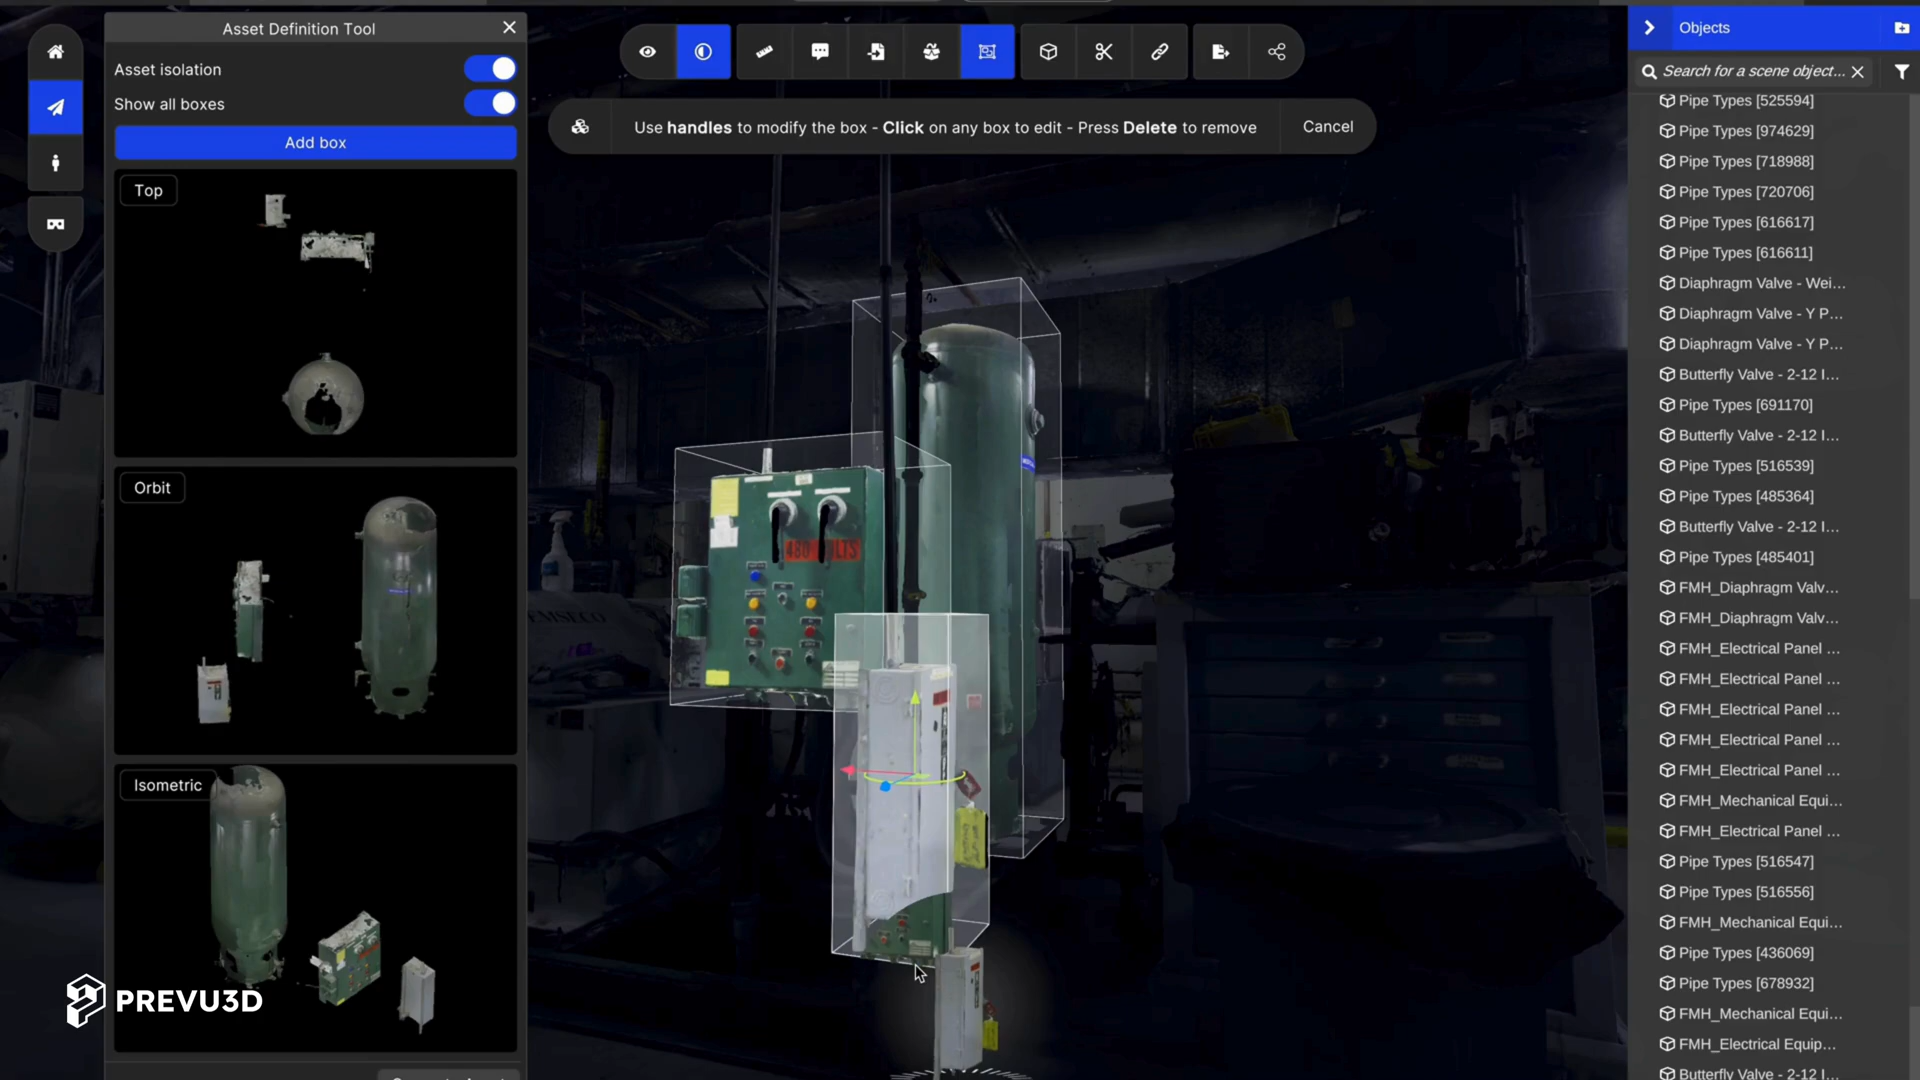 Asset Definition Tool
Asset isolation
Show all boxes
Add box
Top
Orbit
Isometric
PREVU3D
Use handles to modify the box - Click on any box to edit - Press Delete to remove
Cancel
480 VOLTS
EMSECO
Objects
Search for a scene object...
Pipe Types [525594]
Pipe Types [974629]
Pipe Types [718988]
Pipe Types [720706]
Pipe Types [616617]
Pipe Types [616611]
Diaphragm Valve - Wei...
Diaphragm Valve - Y P...
Diaphragm Valve - Y P...
Butterfly Valve - 2-12 I...
Pipe Types [691170]
Butterfly Valve - 2-12 I...
Pipe Types [516539]
Pipe Types [485364]
Butterfly Valve - 2-12 I...
Pipe Types [485401]
FMH_Diaphragm Valv...
FMH_Diaphragm Valv...
FMH_Electrical Panel ...
FMH_Electrical Panel ...
FMH_Electrical Panel ...
FMH_Electrical Panel ...
FMH_Electrical Panel ...
FMH_Mechanical Equi...
FMH_Electrical Panel ...
Pipe Types [516547]
Pipe Types [516556]
FMH_Mechanical Equi...
Pipe Types [436069]
Pipe Types [678932]
FMH_Mechanical Equi...
FMH_Electrical Equip...
Butterfly Valve - 2-12 I...